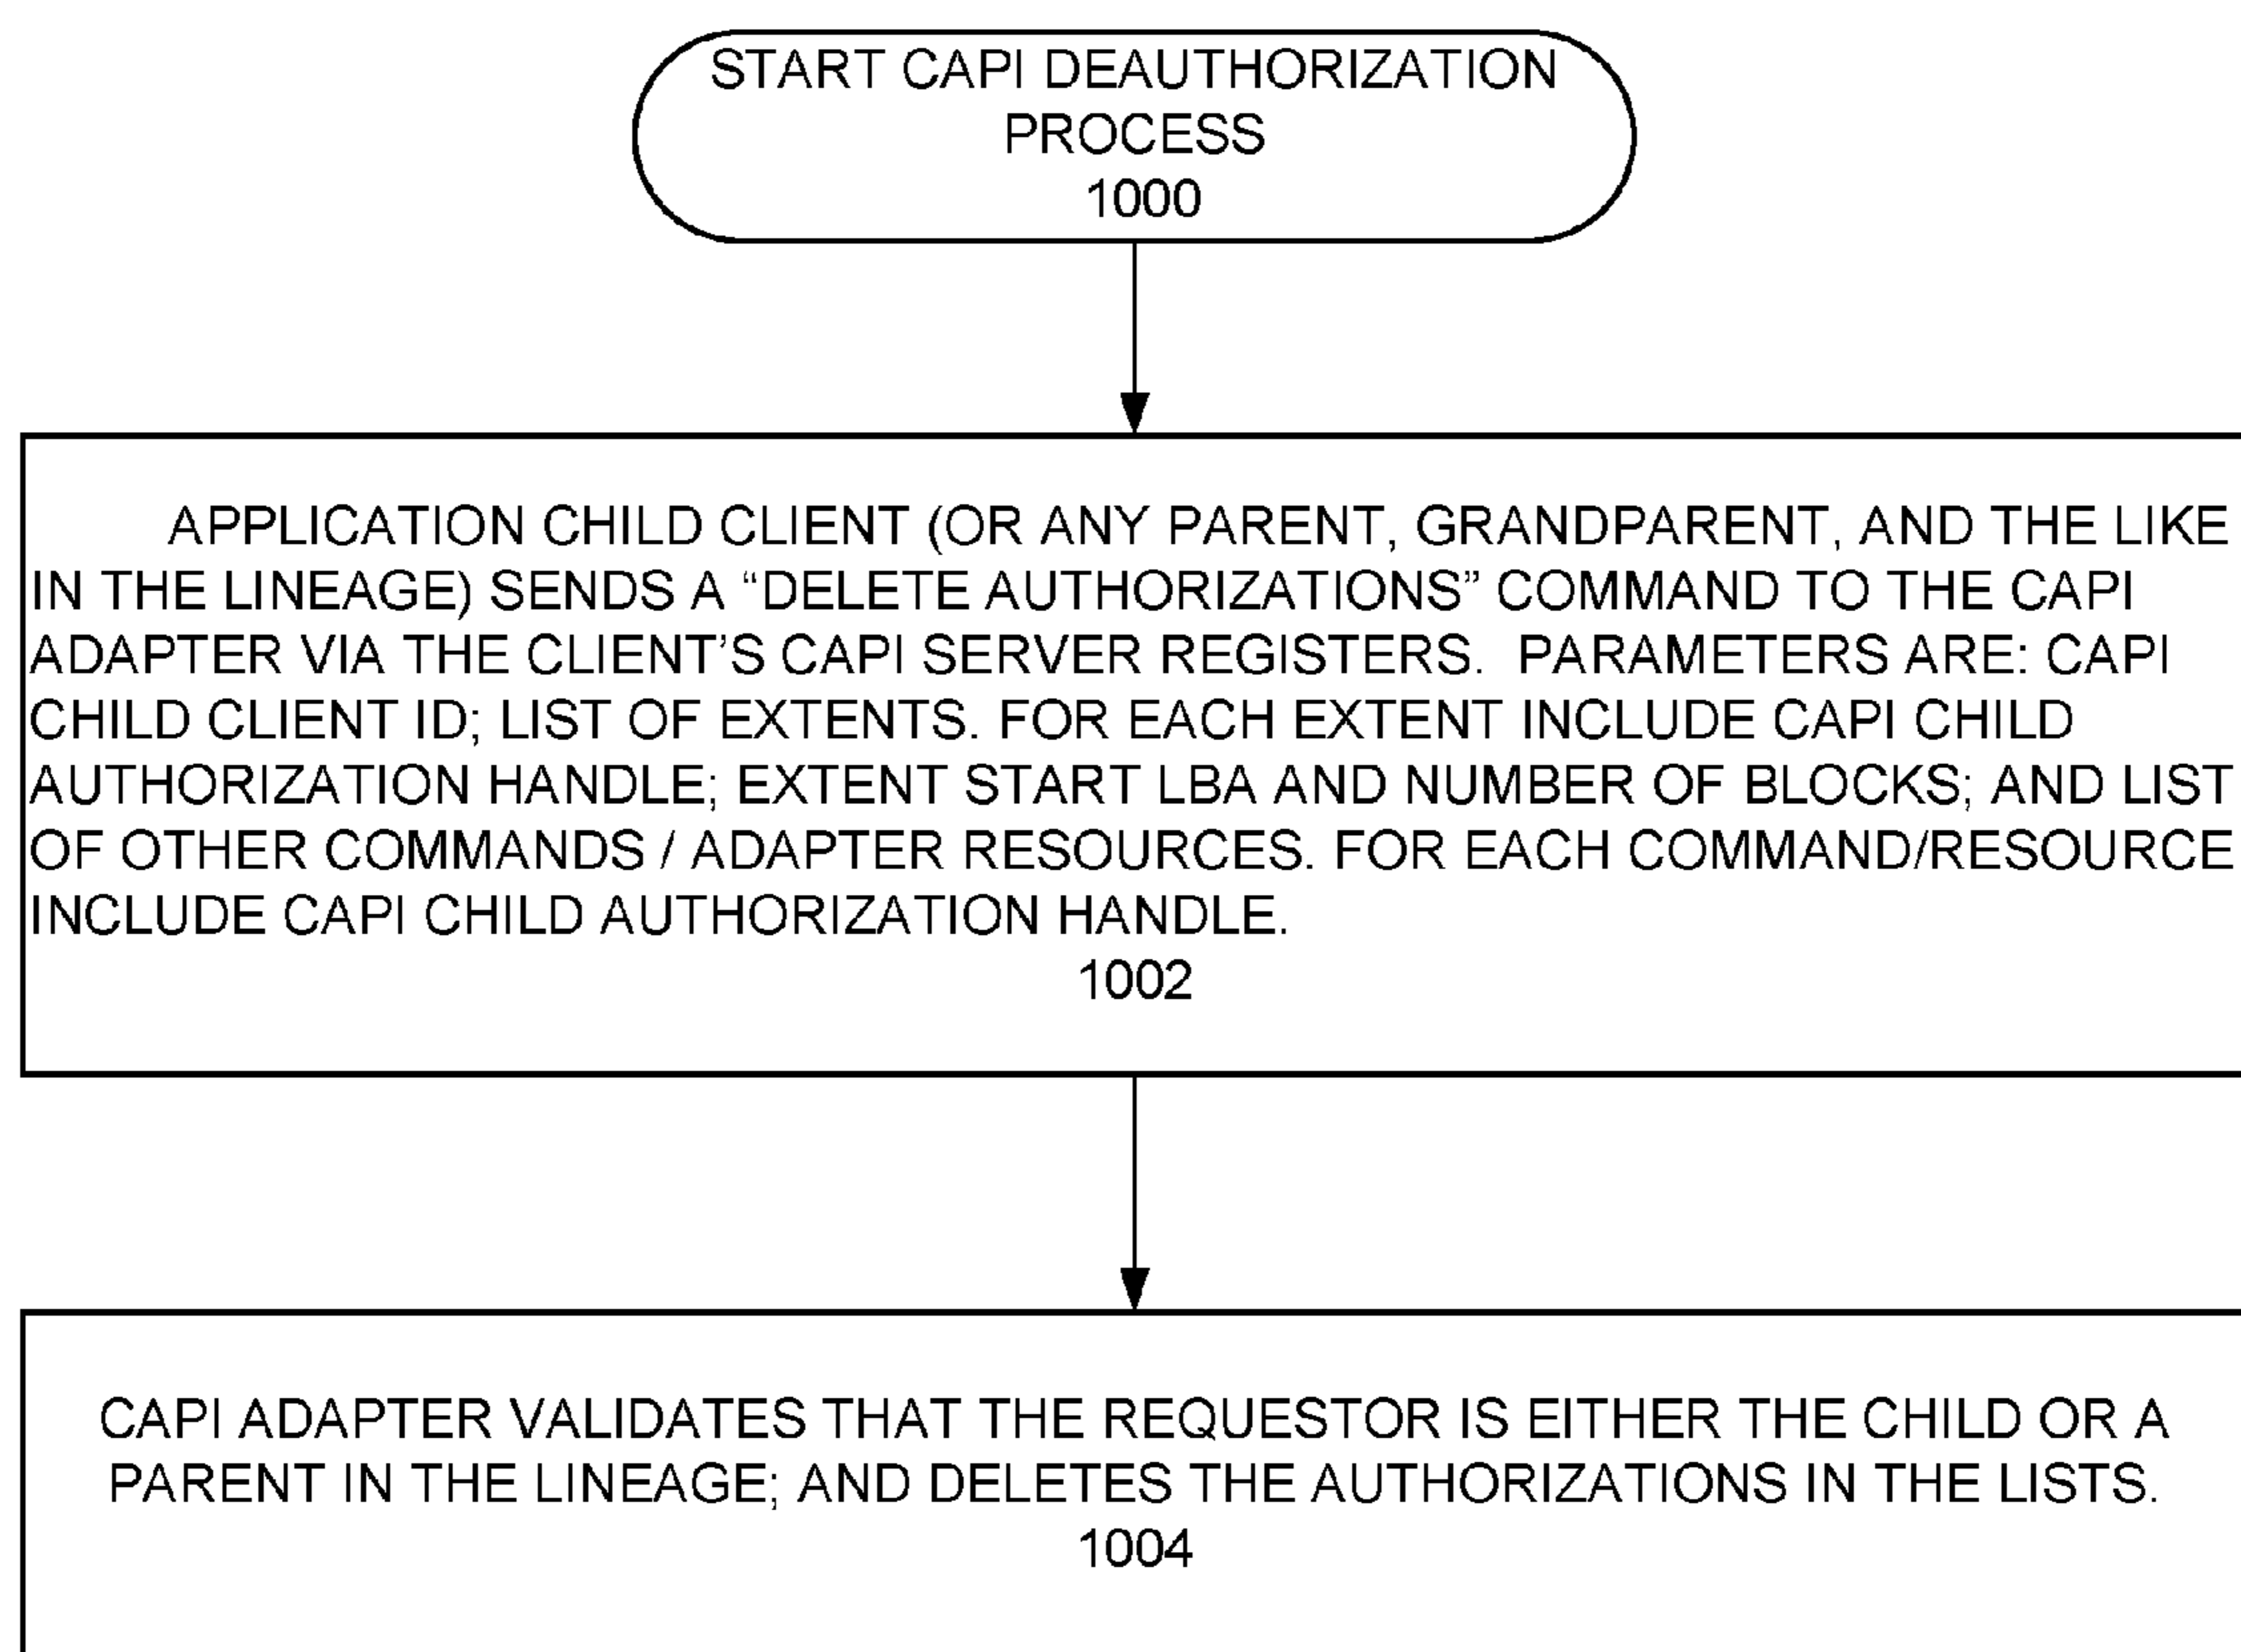 START CAPI DEAUTHORIZATION
PROCESS
1000
APPLICATION CHILD CLIENT (OR ANY PARENT, GRANDPARENT, AND THE LIKE
IN THE LINEAGE) SENDS A “DELETE AUTHORIZATIONS” COMMAND TO THE CAPI
ADAPTER VIA THE CLIENT’S CAPI SERVER REGISTERS. PARAMETERS ARE: CAPI
CHILD CLIENT ID; LIST OF EXTENTS. FOR EACH EXTENT INCLUDE CAPI CHILD
AUTHORIZATION HANDLE; EXTENT START LBA AND NUMBER OF BLOCKS; AND LIST
OF OTHER COMMANDS / ADAPTER RESOURCES. FOR EACH COMMAND/RESOURCE
INCLUDE CAPI CHILD AUTHORIZATION HANDLE.
1002
CAPI ADAPTER VALIDATES THAT THE REQUESTOR IS EITHER THE CHILD OR A
PARENT IN THE LINEAGE; AND DELETES THE AUTHORIZATIONS IN THE LISTS.
1004